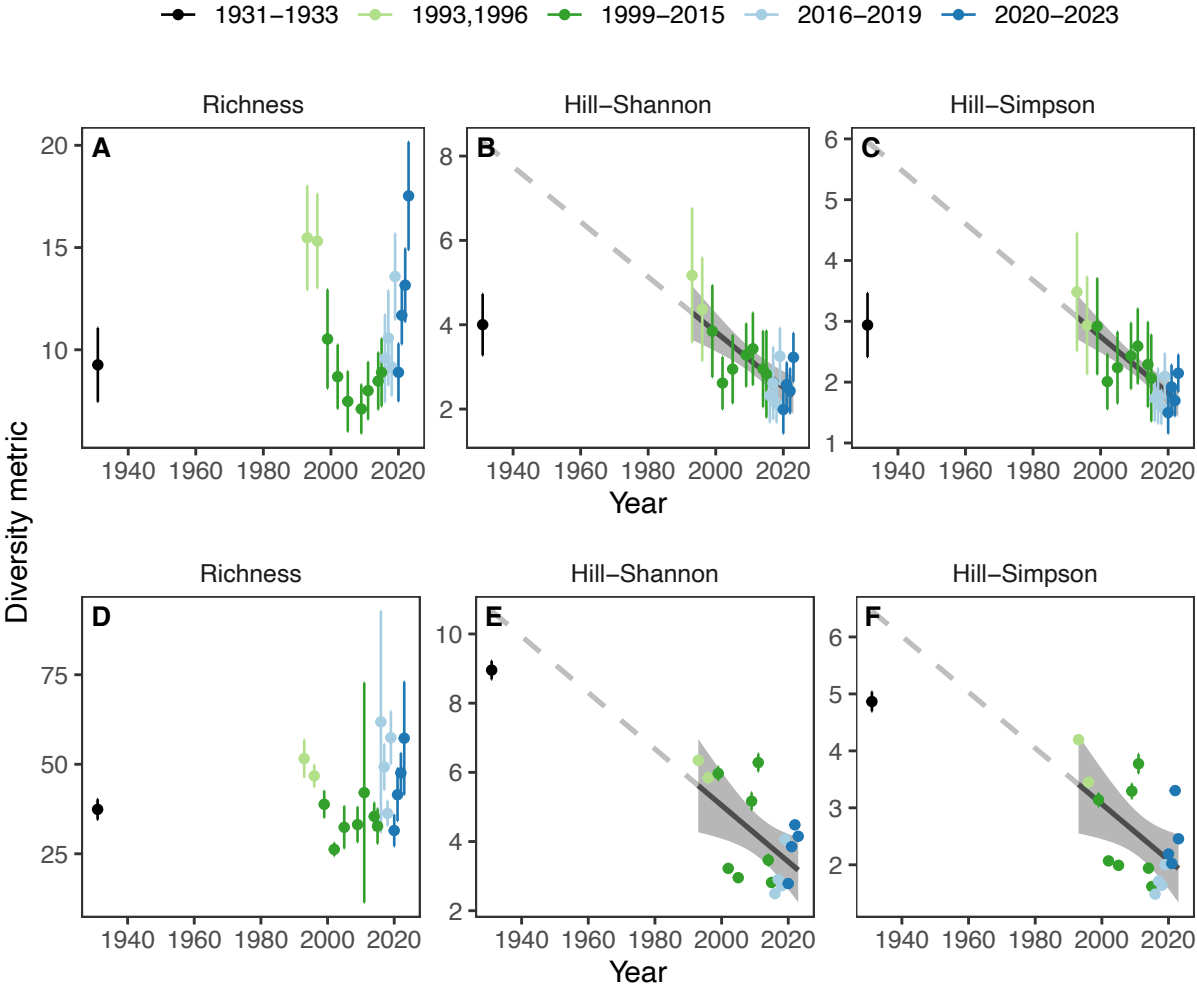 1931−1933 1993,1996 1999−2015 2016−2019 2020−2023
Richness Hill−Shannon Hill−Simpson
A B C
20 15 10
8 6 4 2
6 5 4 3 2 1
1940 1960 1980 2000 2020 1940 1960 1980 2000 2020 1940 1960 1980 2000 2020
Year
Diversity metric
Richness Hill−Shannon Hill−Simpson
D E F
75 50 25
10 8 6 4 2
6 5 4 3 2
1940 1960 1980 2000 2020 1940 1960 1980 2000 2020 1940 1960 1980 2000 2020
Year